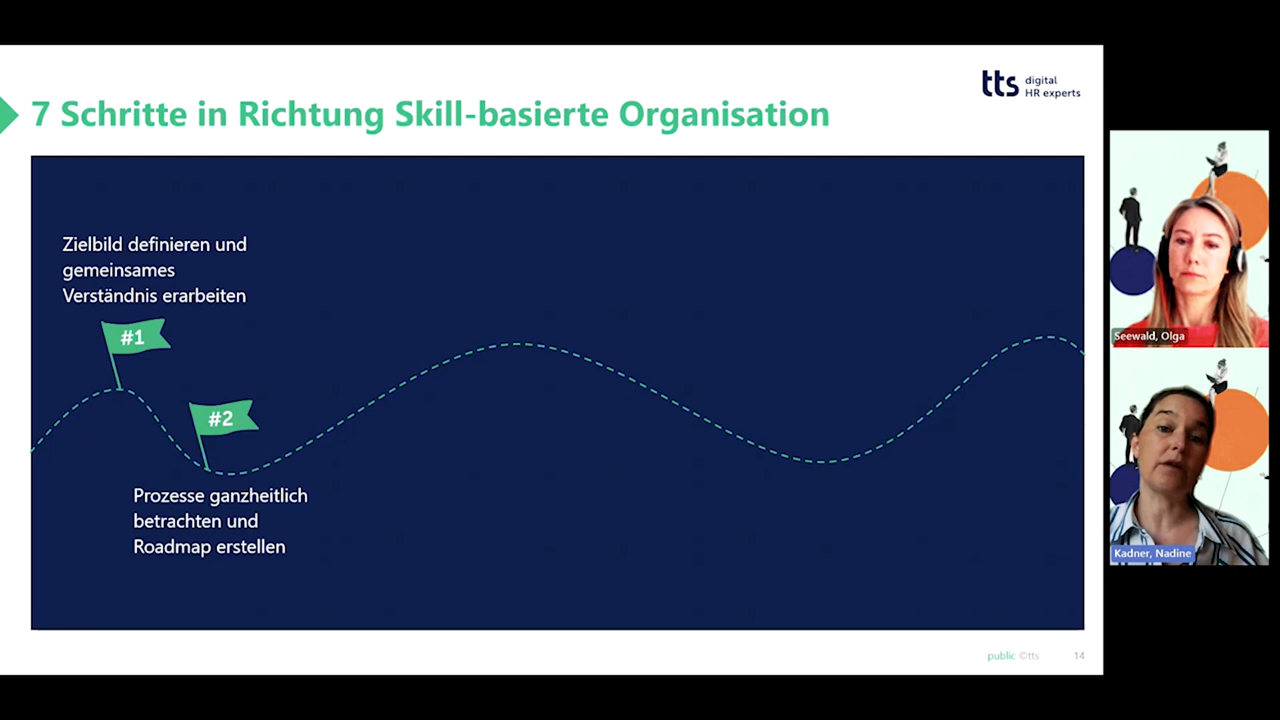 tts digital
HR experts
7 Schritte in Richtung Skill-basierte Organisation
Zielbild definieren und
gemeinsames
Verständnis erarbeiten
#1
#2
Prozesse ganzheitlich
betrachten und
Roadmap erstellen
Seewald, Olga
Kadner, Nadine
public ©tts 14